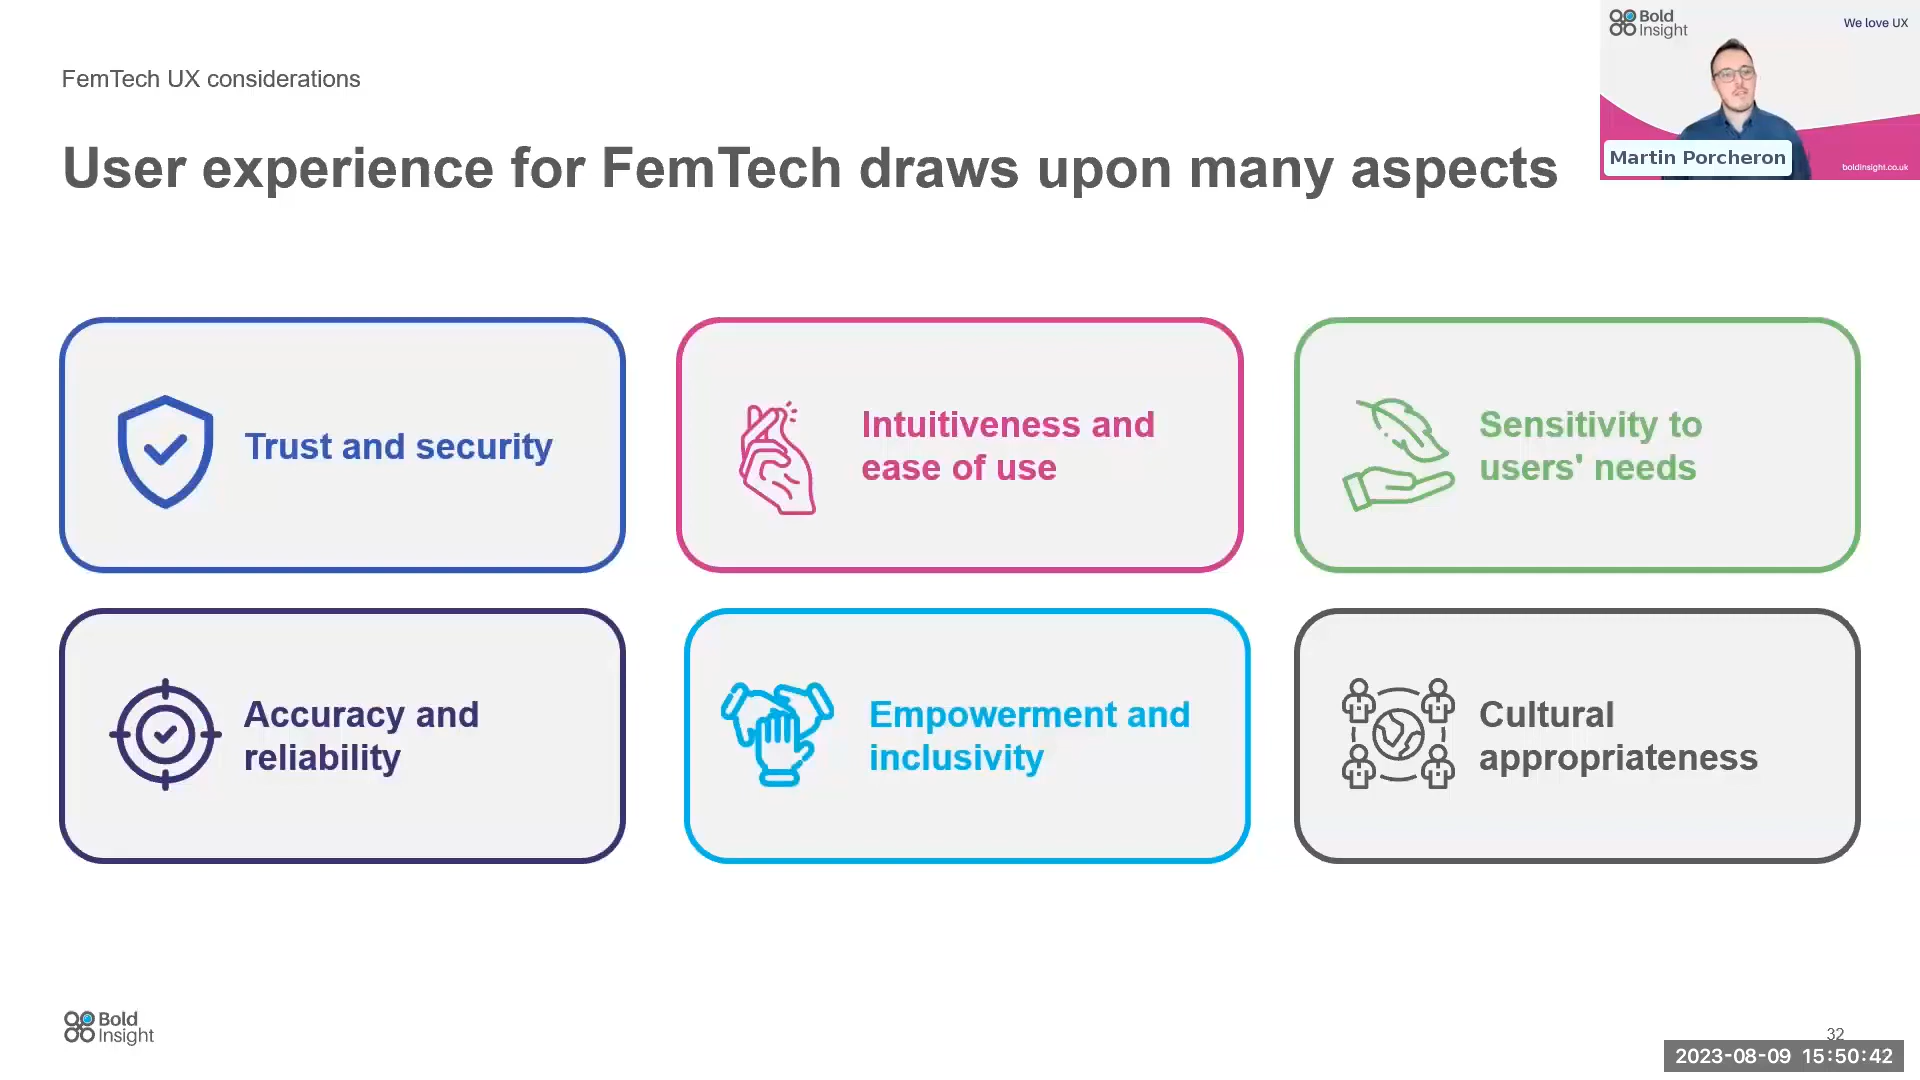 FemTech UX considerations
User experience for FemTech draws upon many aspects
Bold
Insight
We love UX
Martin Porcheron
boldinsight.co.uk
Trust and security
Intuitiveness and
ease of use
Sensitivity to
users' needs
Accuracy and
reliability
Empowerment and
inclusivity
Cultural
appropriateness
Bold
Insight
32
2023-08-09 15:50:42